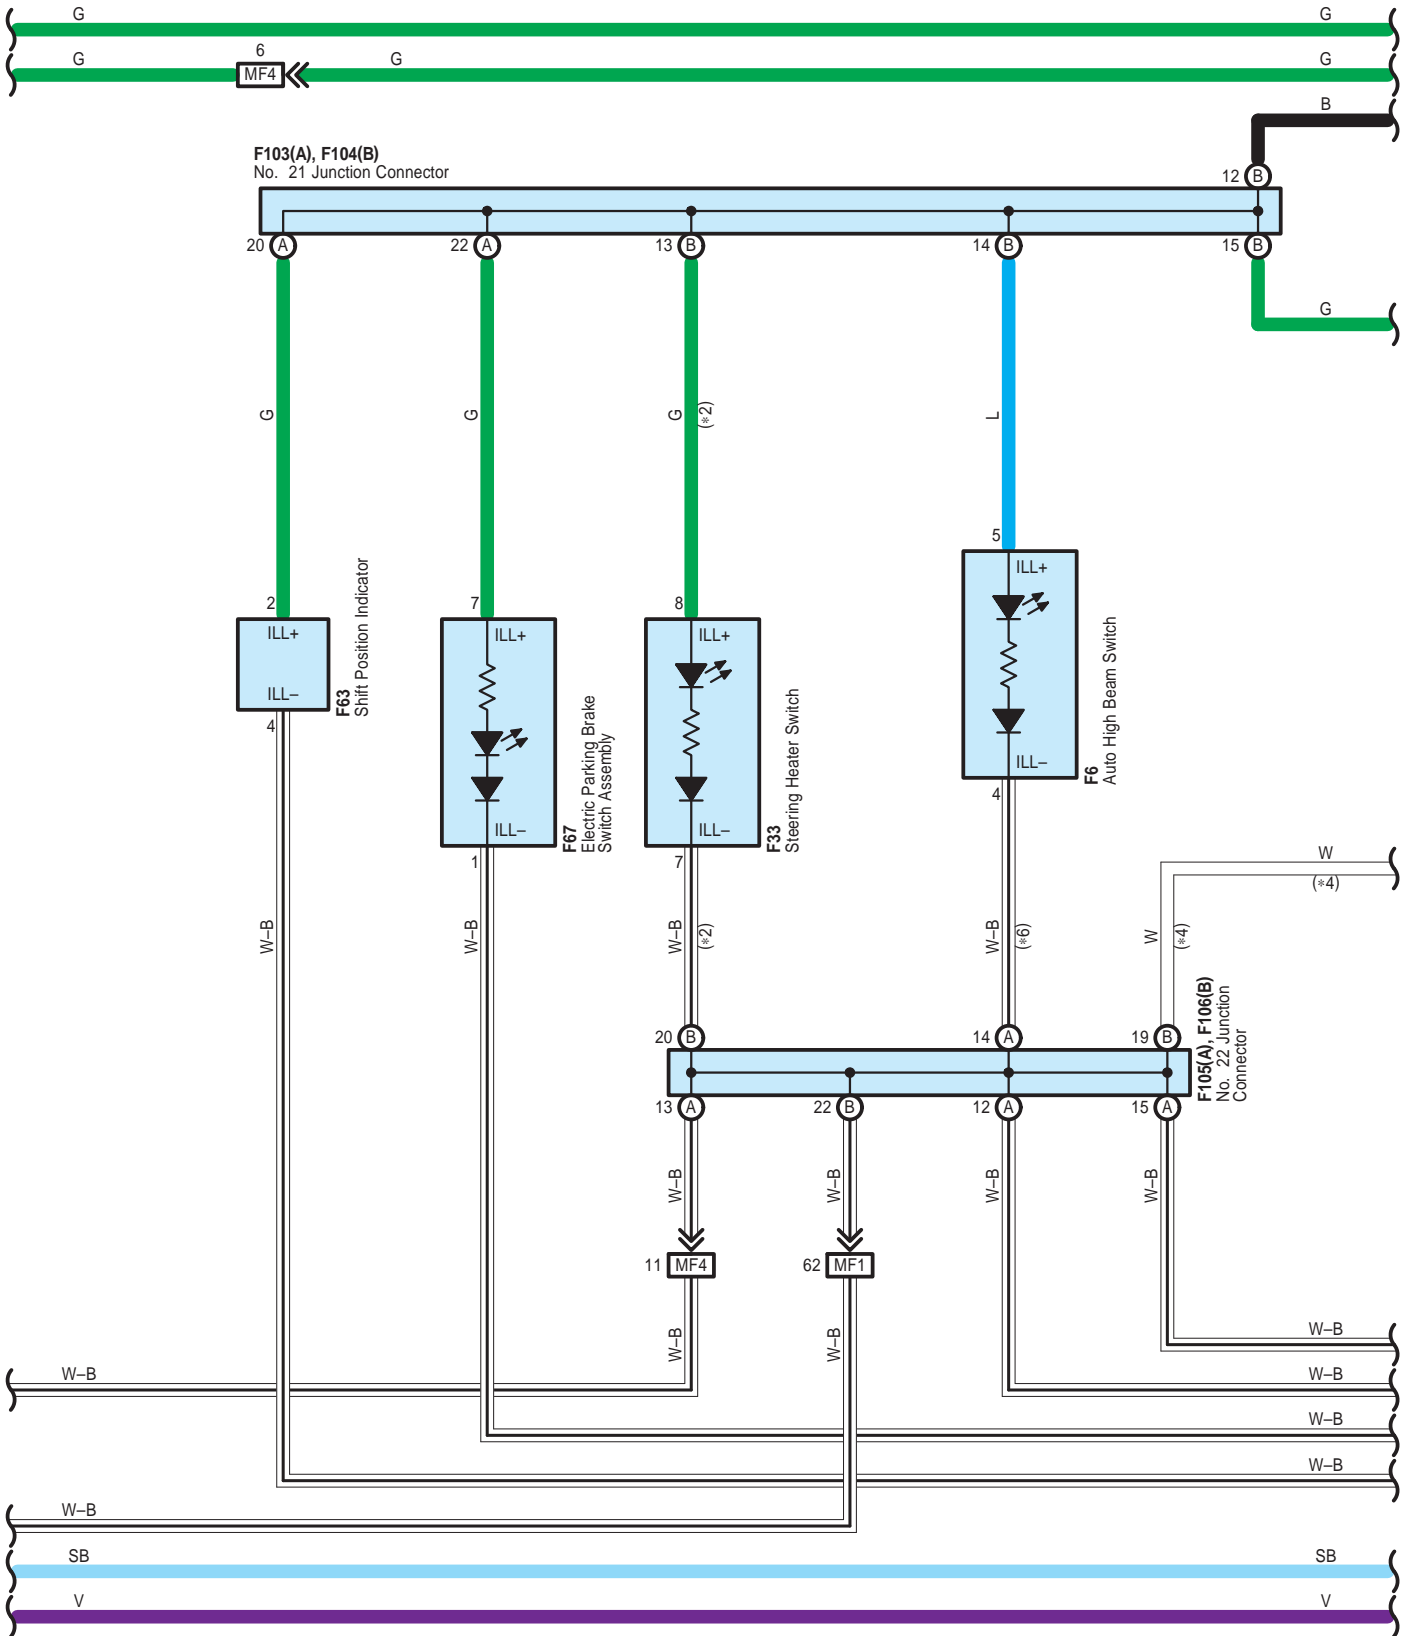 G
G
6
G
MF4
G
G
B
F103(A), F104(B)
No. 21 Junction Connector
12 B
20 A
22 A
13 B
14 B
15 B
G
G
G
G
(*2)
L
5
ILL+
2
ILL+
ILL–
4
F63
Shift Position Indicator
7
ILL+
ILL–
1
F67
Electric Parking Brake
Switch Assembly
8
ILL+
ILL–
7
F33
Steering Heater Switch
ILL–
4
F6
Auto High Beam Switch
W
(*4)
W–B
W–B
W–B
(*2)
W–B
(*6)
W
(*4)
20 B
14 A
19 B
F105(A), F106(B)
No. 22 Junction
Connector
13 A
22 B
12 A
15 A
W–B
W–B
W–B
W–B
11 MF4
62 MF1
W–B
W–B
W–B
W–B
W–B
W–B
W–B
W–B
SB
SB
V
V